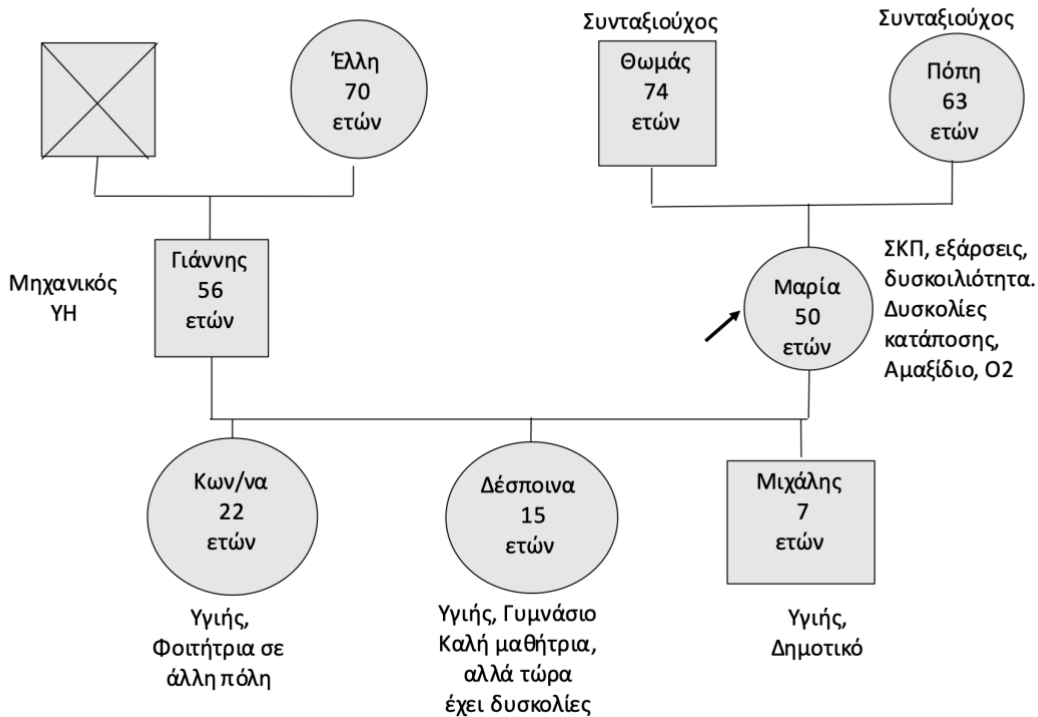 Συνταξιούχος
Συνταξιούχος
Έλλη
70
ετών
Θωμάς
74
ετών
Πόπη
63
ετών
Μηχανικός
ΥΗ
Γιάννης
56
ετών
Μαρία
50
ετών
ΣΚΠ, εξάρσεις,
δυσκοιλιότητα.
Δυσκολίες
κατάποσης,
Αμαξίδιο, Ο2
Κων/να
22
ετών
Δέσποινα
15
ετών
Μιχάλης
7
ετών
Υγιής,
Φοιτήτρια σε
άλλη πόλη
Υγιής, Γυμνάσιο
Καλή μαθήτρια,
αλλά τώρα
έχει δυσκολίες
Υγιής,
Δημοτικό